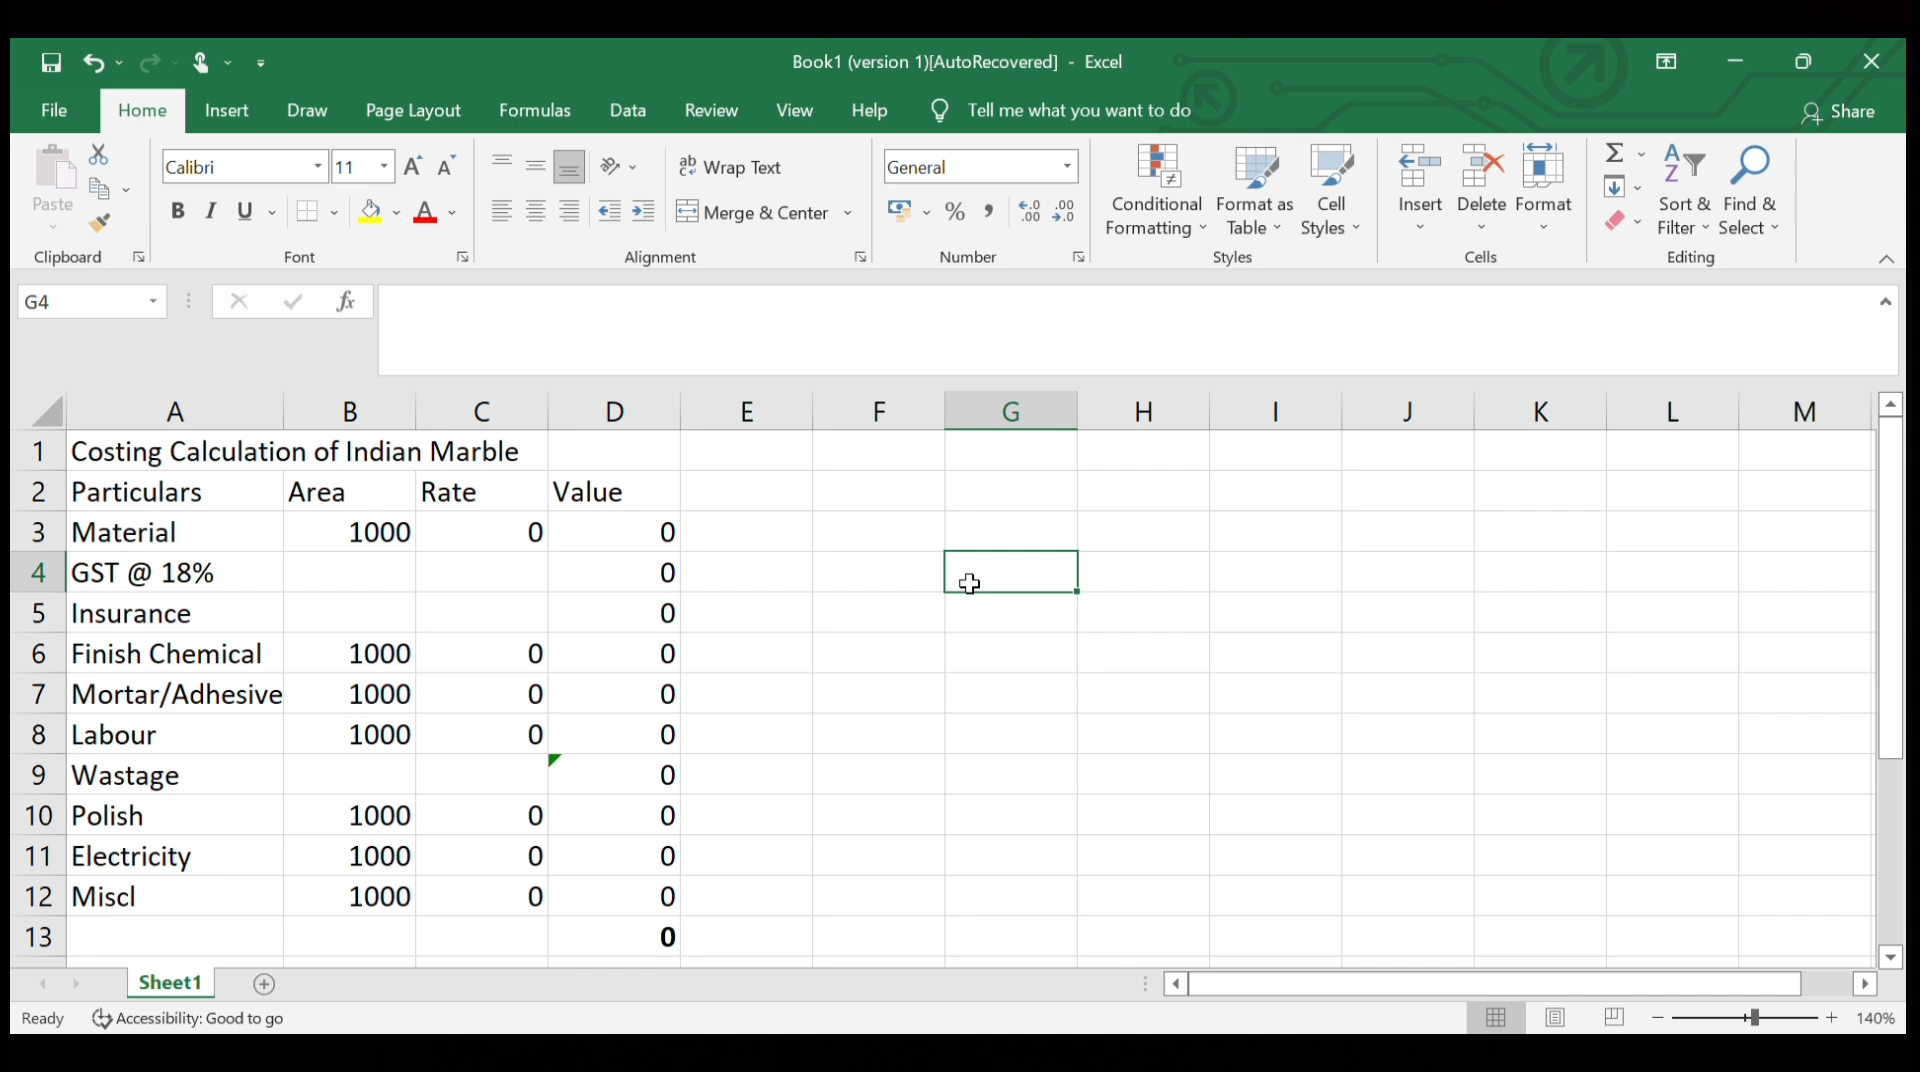 Book1 (version 1)[AutoRecovered] - Excel
File Home Insert Draw Page Layout Formulas Data Review View Help Tell me what you want to do Share
Calibri 11 ab Wrap Text General
Paste B I U Merge & Center % , Conditional Formatting Format as Table Cell Styles Insert Delete Format Sort & Filter Find & Select
Clipboard Font Alignment Number Styles Cells Editing
G4 fx
A B C D E F G H I J K L M
1 Costing Calculation of Indian Marble
2 Particulars Area Rate Value
3 Material 1000 0 0
4 GST @ 18% 0
5 Insurance 0
6 Finish Chemical 1000 0 0
7 Mortar/Adhesive 1000 0 0
8 Labour 1000 0 0
9 Wastage 0
10 Polish 1000 0 0
11 Electricity 1000 0 0
12 Miscl 1000 0 0
13 0
Sheet1
Ready Accessibility: Good to go 140%